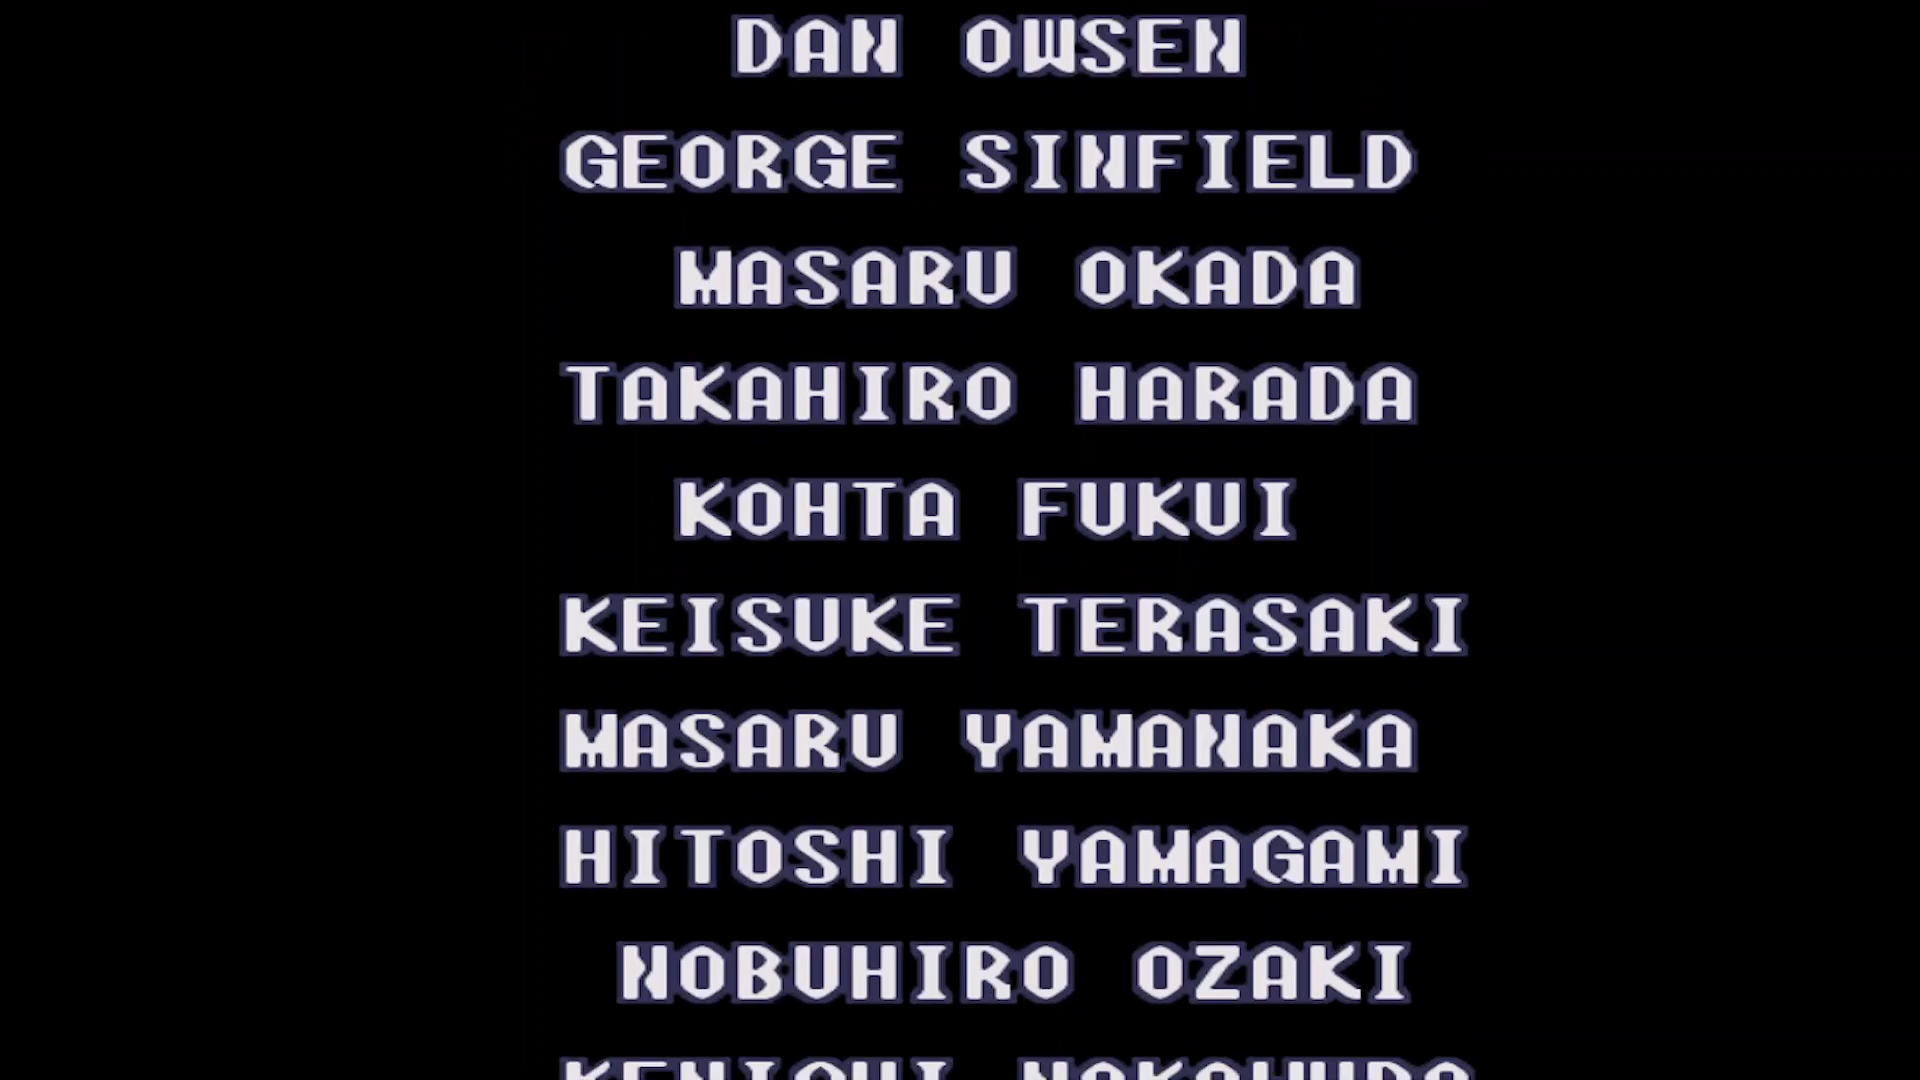 DAN OWSEN
GEORGE SINFIELD
MASARU OKADA
TAKAHIRO HARADA
KOHTA FUKUI
KEISUKE TERASAKI
MASARU YAMANAKA
HITOSHI YAMAGAMI
NOBUHIRO OZAKI